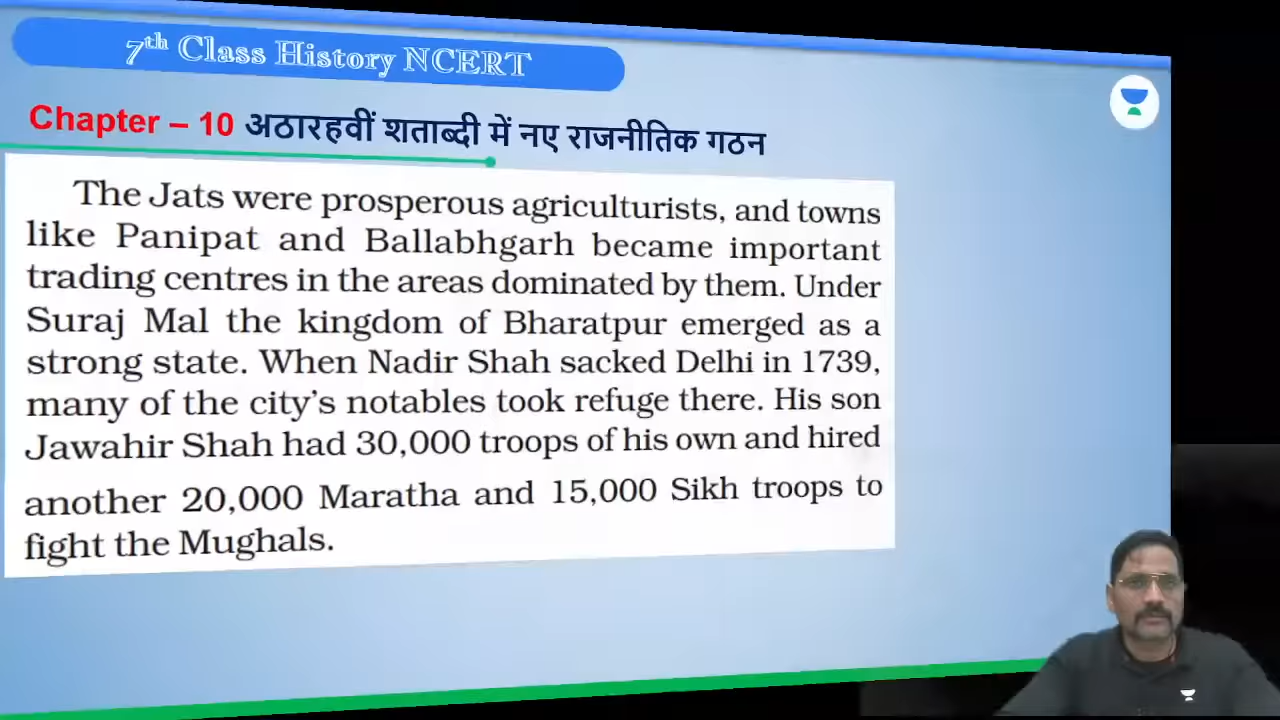 7th Class History NCERT
Chapter – 10 अठारहवीं शताब्दी में नए राजनीतिक गठन
The Jats were prosperous agriculturists, and towns
like Panipat and Ballabhgarh became important
trading centres in the areas dominated by them. Under
Suraj Mal the kingdom of Bharatpur emerged as a
strong state. When Nadir Shah sacked Delhi in 1739,
many of the city’s notables took refuge there. His son
Jawahir Shah had 30,000 troops of his own and hired
another 20,000 Maratha and 15,000 Sikh troops to
fight the Mughals.